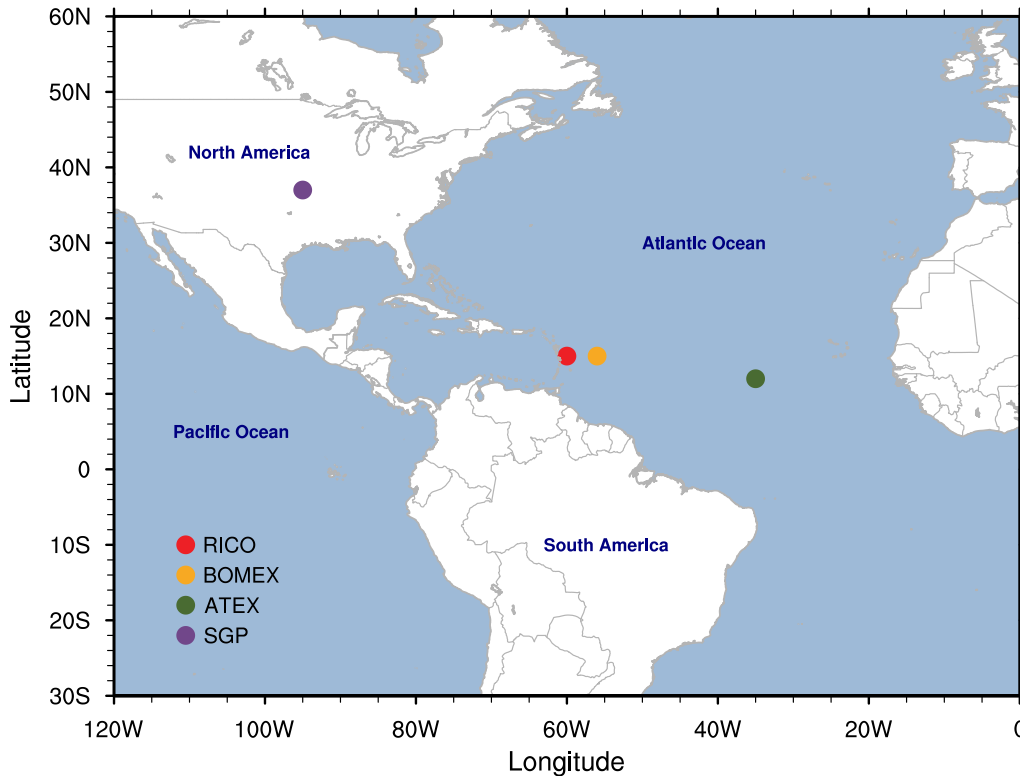 60N
50N
North America
40N
30N
Atlantic Ocean
20N
Latitude
10N
Pacific Ocean
0
10S
South America
RICO
BOMEX
ATEX
20S
SGP
30S
120W 100W 80W 60W 40W 20W 0
Longitude